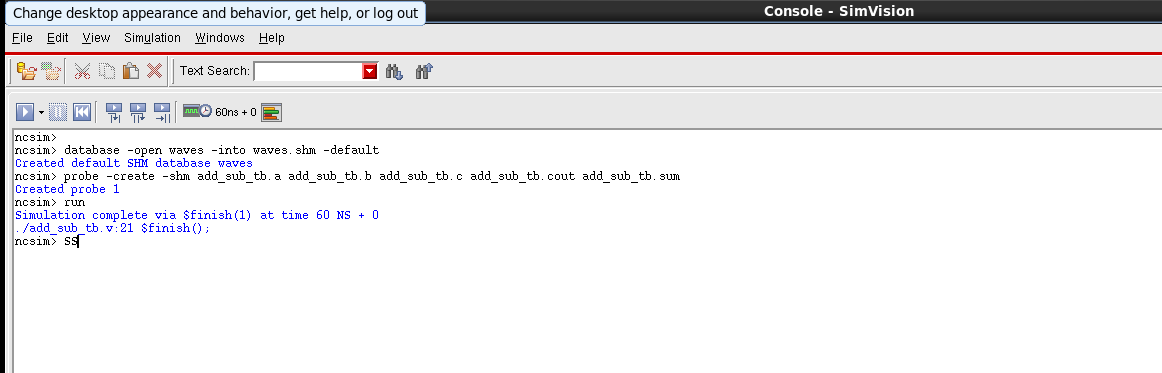 Change desktop appearance and behavior, get help, or log out
Console - SimVision
File Edit View Simulation Windows Help
Text Search:
60ns + 0
ncsim>
ncsim> database -open waves -into waves.shm -default
Created default SHM database waves
ncsim> probe -create -shm add_sub_tb.a add_sub_tb.b add_sub_tb.c add_sub_tb.cout add_sub_tb.sum
Created probe 1
ncsim> run
Simulation complete via $finish(1) at time 60 NS + 0
./add_sub_tb.v:21 $finish();
ncsim> SS